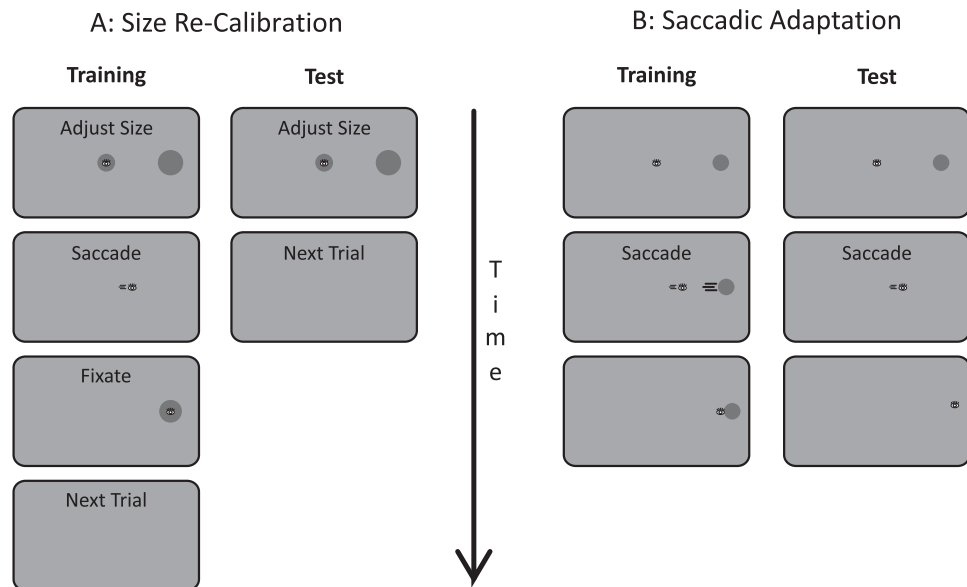 A: Size Re-Calibration
Training
Test
Adjust Size
Adjust Size
Saccade
Next Trial
Fixate
Next Trial
T
i
m
e
B: Saccadic Adaptation
Training
Test
Saccade
Saccade